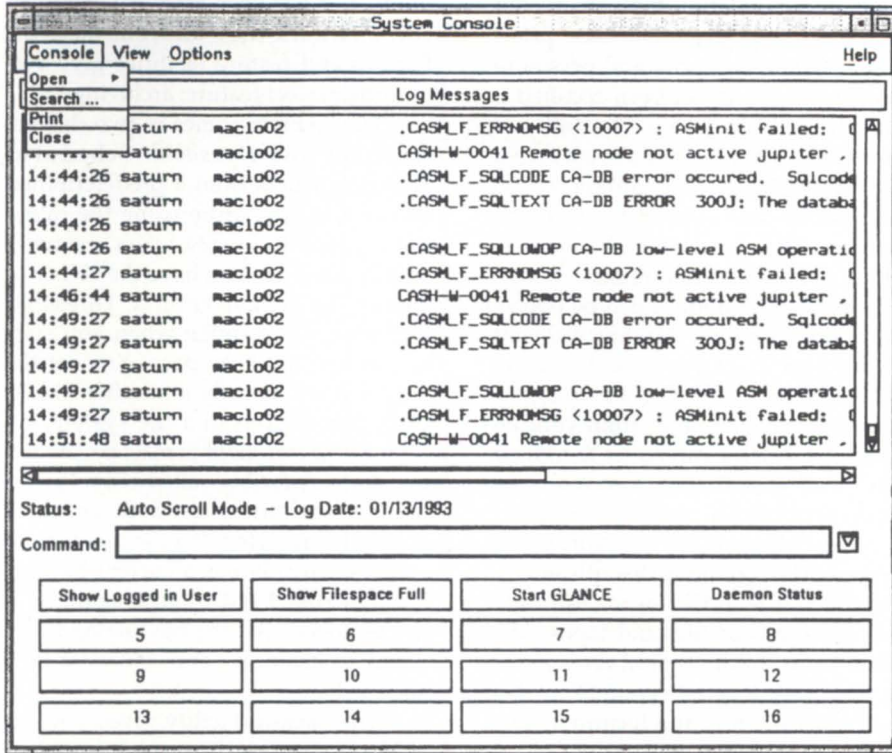 System Console
Console View Options Help
Open
Search ...
Print
Close
Log Messages
saturn maclo02 .CASM_F_ERRNOMSG <10007> : ASMinit failed:
saturn maclo02 CASH-W-0041 Remote node not active jupiter ,
14:44:26 saturn maclo02 .CASM_F_SQLCODE CA-DB error occured. Sqlcode
14:44:26 saturn maclo02 .CASM_F_SQLTEXT CA-DB ERROR 300J: The databa
14:44:26 saturn maclo02
14:44:26 saturn maclo02 .CASM_F_SQLLOWOP CA-DB low-level ASM operatio
14:44:27 saturn maclo02 .CASM_F_ERRNOMSG <10007> : ASMinit failed:
14:46:44 saturn maclo02 CASH-W-0041 Remote node not active jupiter ,
14:49:27 saturn maclo02 .CASM_F_SQLCODE CA-DB error occured. Sqlcode
14:49:27 saturn maclo02 .CASM_F_SQLTEXT CA-DB ERROR 300J: The databa
14:49:27 saturn maclo02
14:49:27 saturn maclo02 .CASM_F_SQLLOWOP CA-DB low-level ASM operatio
14:49:27 saturn maclo02 .CASM_F_ERRNOMSG <10007> : ASMinit failed:
14:51:48 saturn maclo02 CASH-W-0041 Remote node not active jupiter ,
Status: Auto Scroll Mode - Log Date: 01/13/1993
Command:
Show Logged in User Show Filespace Full Start GLANCE Daemon Status
5 6 7 8
9 10 11 12
13 14 15 16